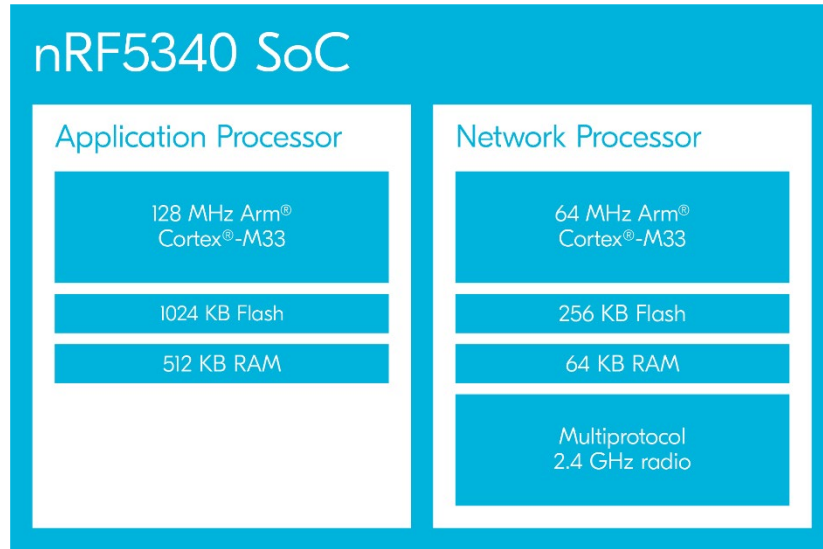 nRF5340 SoC
Application Processor
128 MHz Arm®
Cortex®-M33
1024 KB Flash
512 KB RAM
Network Processor
64 MHz Arm®
Cortex®-M33
256 KB Flash
64 KB RAM
Multiprotocol
2.4 GHz radio